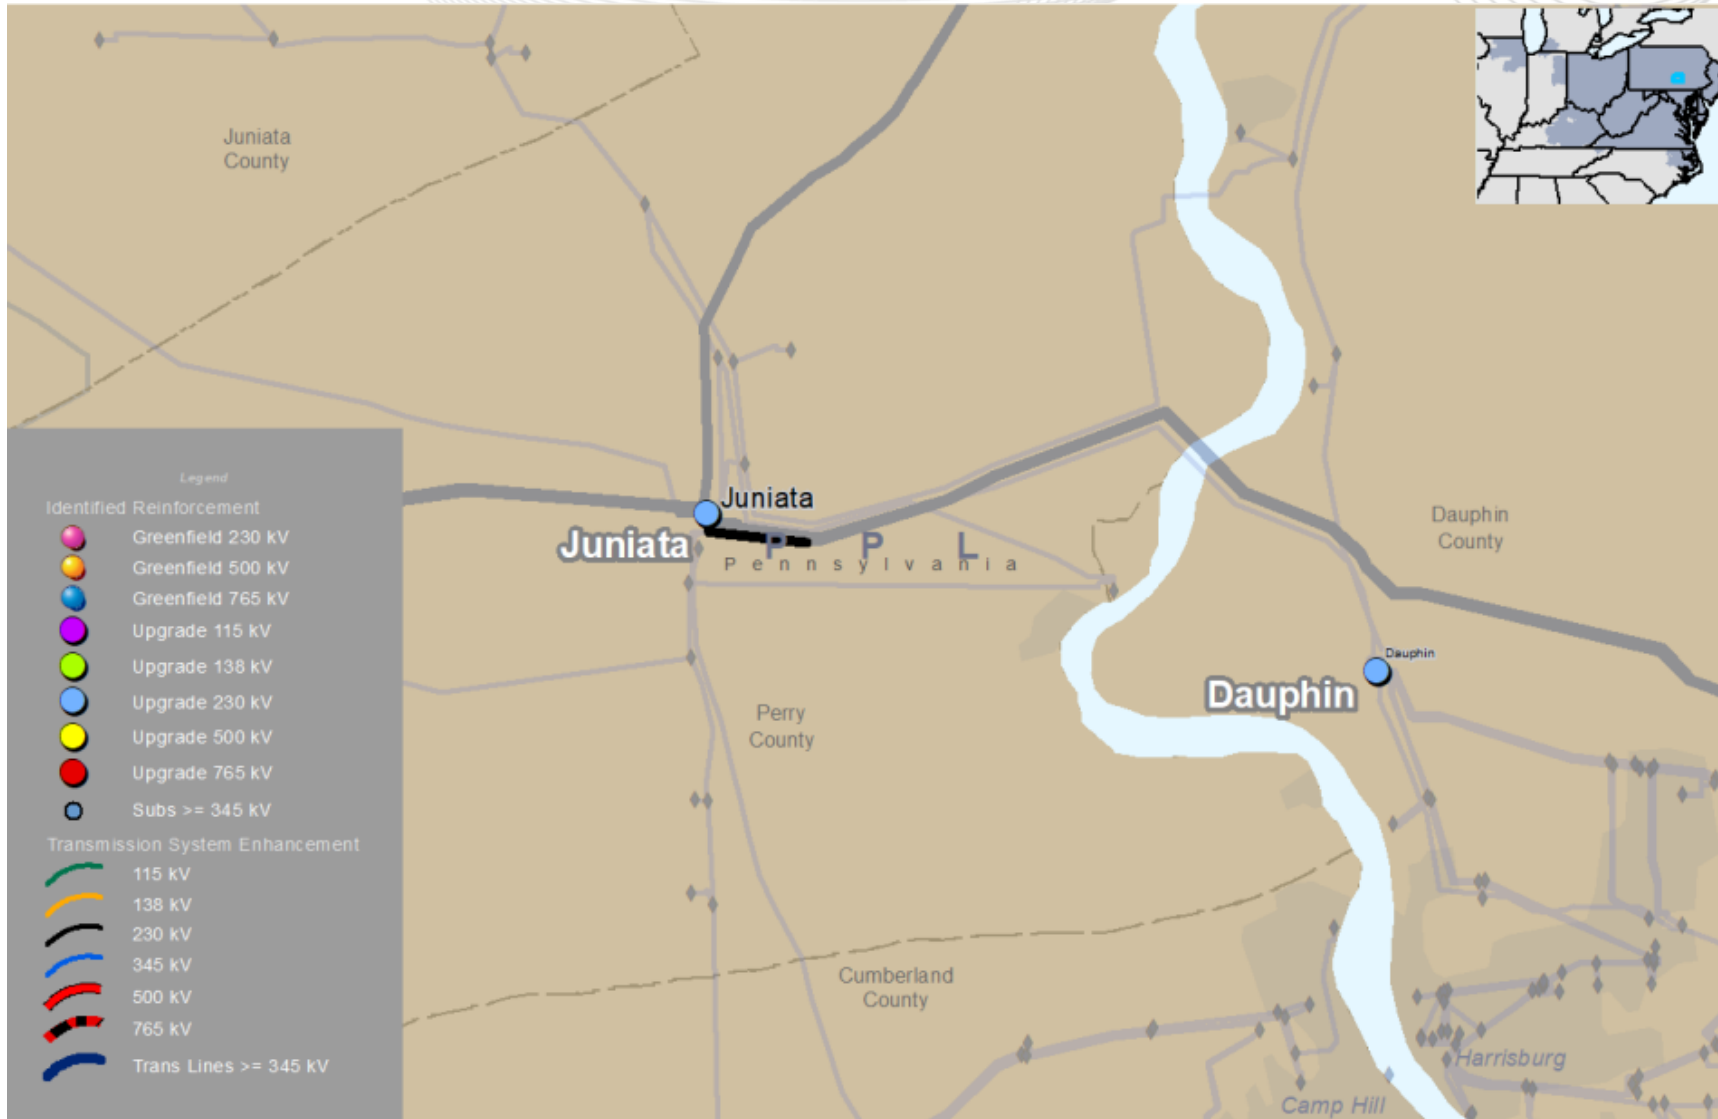 Juniata
County
Juniata
Juniata
P P L
Pennsylvania
Dauphin
County
Dauphin
Dauphin
Perry
County
Cumberland
County
Harrisburg
Camp Hill
Legend
Identified Reinforcement
Greenfield 230 kV
Greenfield 500 kV
Greenfield 765 kV
Upgrade 115 kV
Upgrade 138 kV
Upgrade 230 kV
Upgrade 500 kV
Upgrade 765 kV
Subs >= 345 kV
Transmission System Enhancement
115 kV
138 kV
230 kV
345 kV
500 kV
765 kV
Trans Lines >= 345 kV